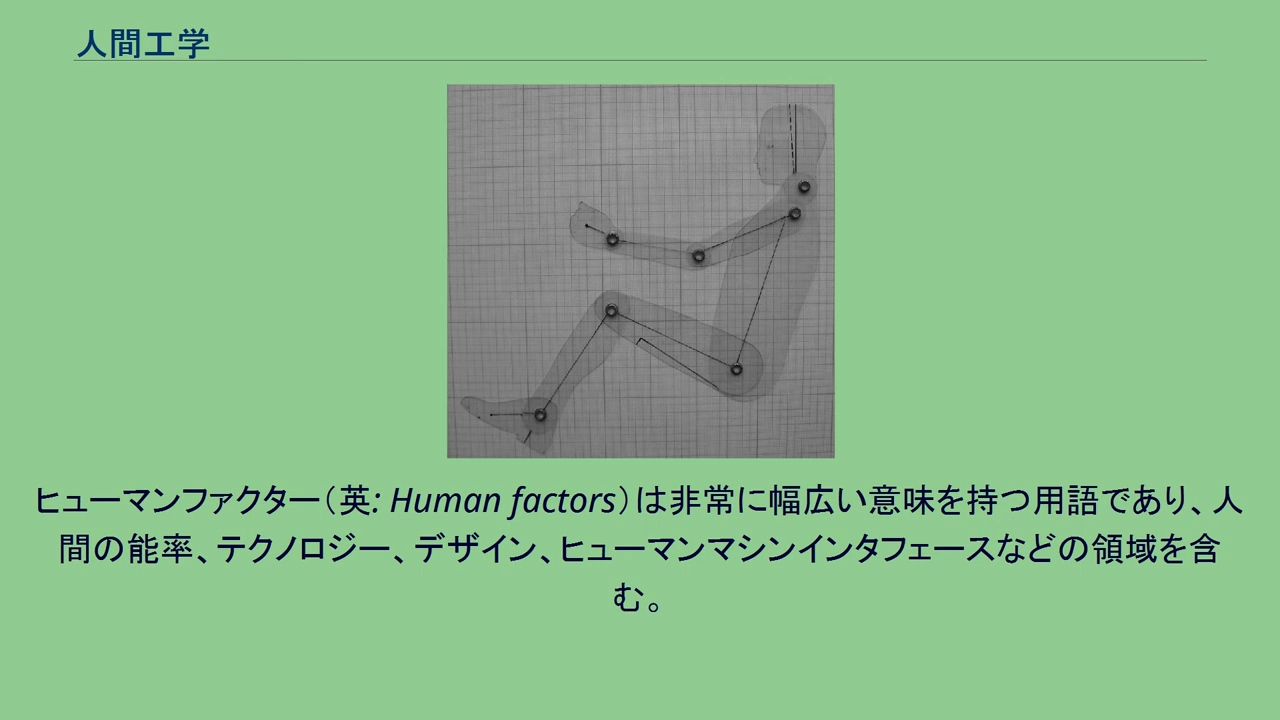 人間工学
ヒューマンファクター（英: Human factors）は非常に幅広い意味を持つ用語であり、人
間の能率、テクノロジー、デザイン、ヒューマンマシンインタフェースなどの領域を含
む。